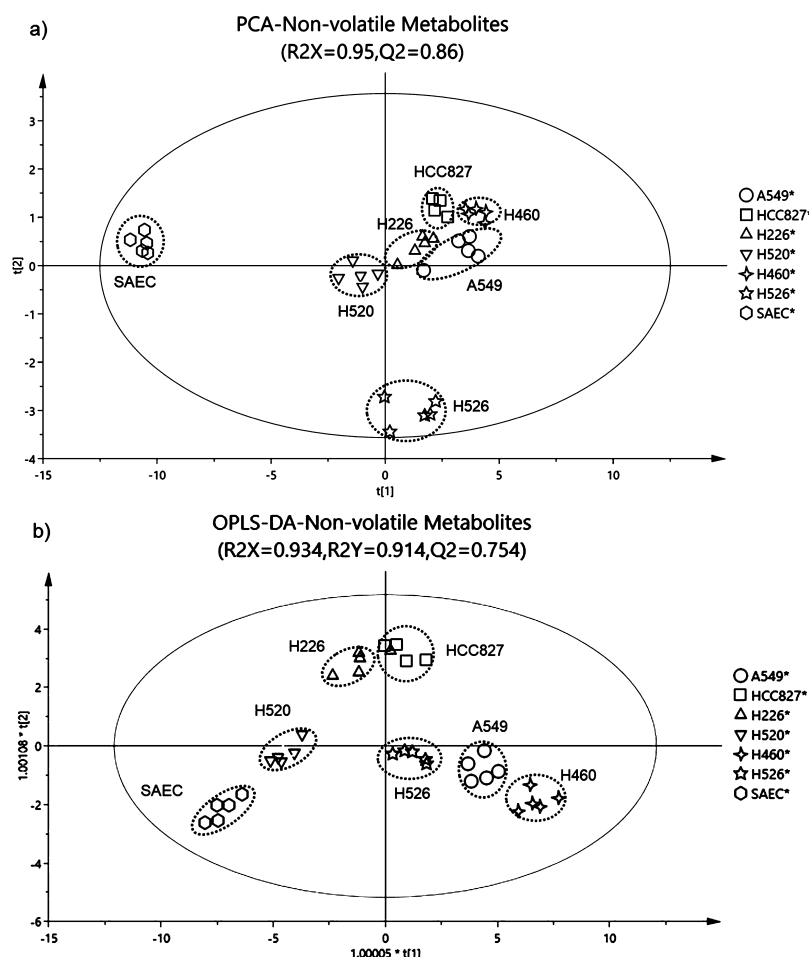 a)
PCA-Non-volatile Metabolites
(R2X=0.95,Q2=0.86)
3
2
1
0
-1
-2
-3
-4
t[2]
HCC827
H460
H226
A549
SAEC
H520
H526
A549*
HCC827*
H226*
H520*
H460*
H526*
SAEC*
-15
-10
-5
0
5
10
t[1]
b)
OPLS-DA-Non-volatile Metabolites
(R2X=0.934,R2Y=0.914,Q2=0.754)
4
2
0
-2
-4
-6
1.00108 * t[2]
H226
HCC827
H520
A549
H526
H460
SAEC
A549*
HCC827*
H226*
H520*
H460*
H526*
SAEC*
-15
-10
-5
0
5
10
1.00005 * t[1]